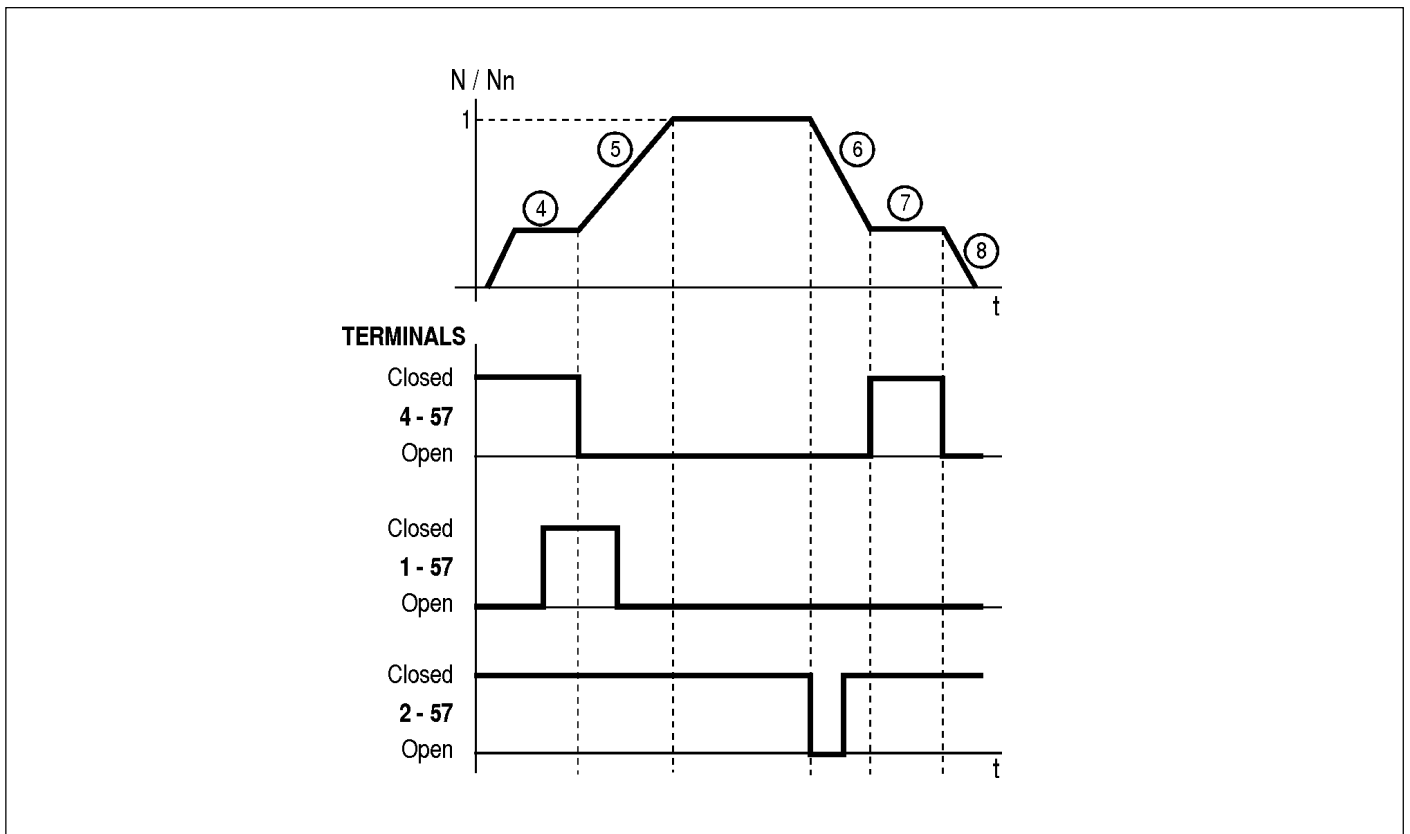 N / Nn
1
5
6
4
7
8
t
TERMINALS
Closed
4 - 57
Open
Closed
1 - 57
Open
Closed
2 - 57
Open
t